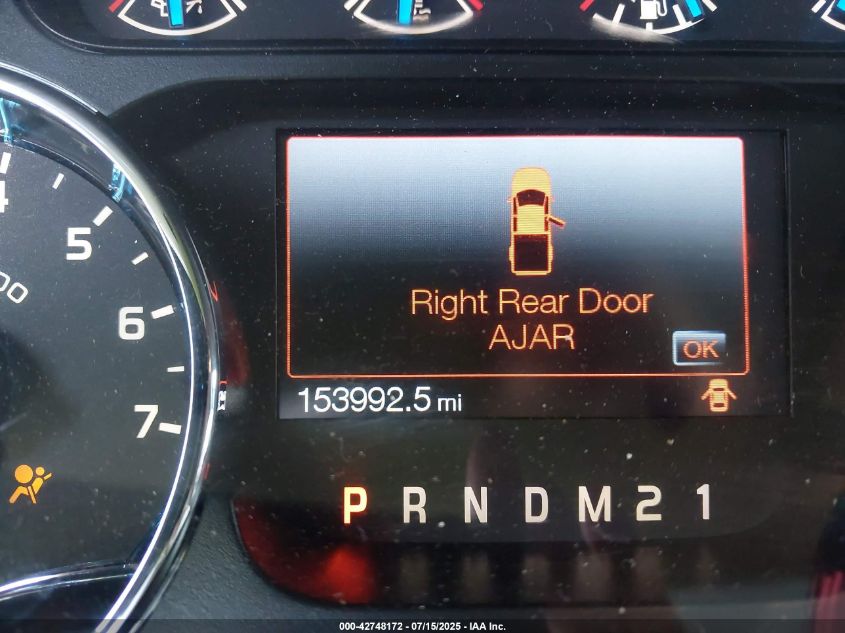 4
5
6
7
Right Rear Door
AJAR
OK
153992.5 mi
P R N D M 2 1
000-42748172 - 07/15/2025 - IAA Inc.